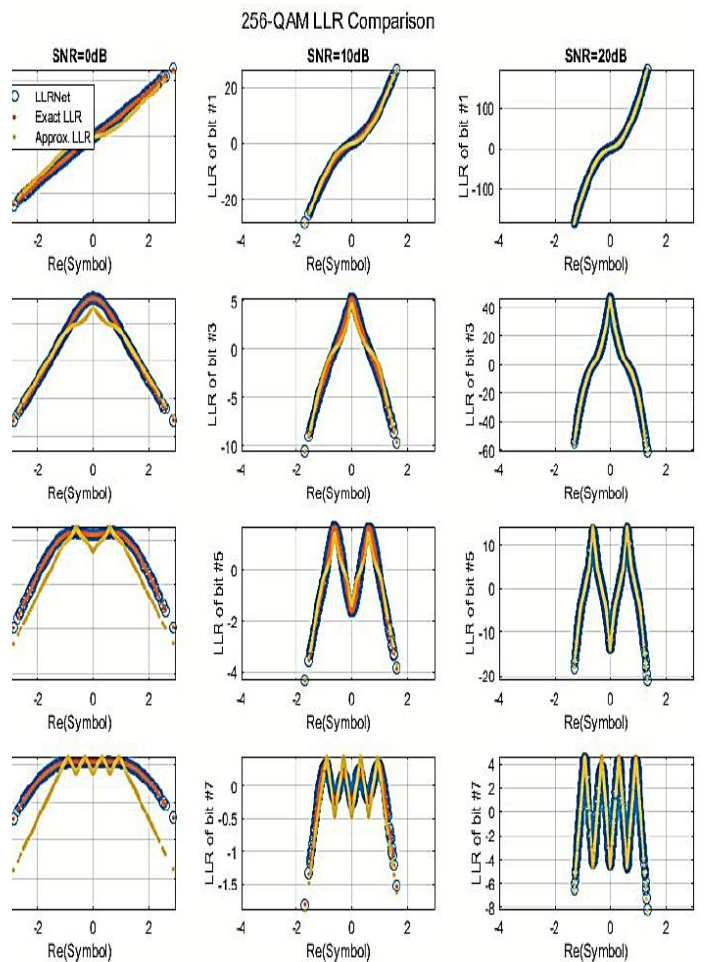 256-QAM LLR Comparison
SNR=0dB SNR=10dB SNR=20dB
LLRNet
Exact LLR
Approx. LLR
LLR of bit #1
20
0
-20
LLR of bit #1
100
0
-100
-2 0 2 -4 -2 0 2 -4 -2 0 2
Re(Symbol) Re(Symbol) Re(Symbol)
LLR of bit #3
5
0
-5
-10
LLR of bit #3
40
20
0
-20
-40
-60
-2 0 2 -4 -2 0 2 -4 -2 0 2
Re(Symbol) Re(Symbol) Re(Symbol)
LLR of bit #5
0
-2
-4
LLR of bit #5
10
0
-10
-20
-2 0 2 -4 -2 0 2 -4 -2 0 2
Re(Symbol) Re(Symbol) Re(Symbol)
LLR of bit #7
0
-0.5
-1
-1.5
LLR of bit #7
4
2
0
-2
-4
-6
-8
-2 0 2 -4 -2 0 2 -4 -2 0 2
Re(Symbol) Re(Symbol) Re(Symbol)